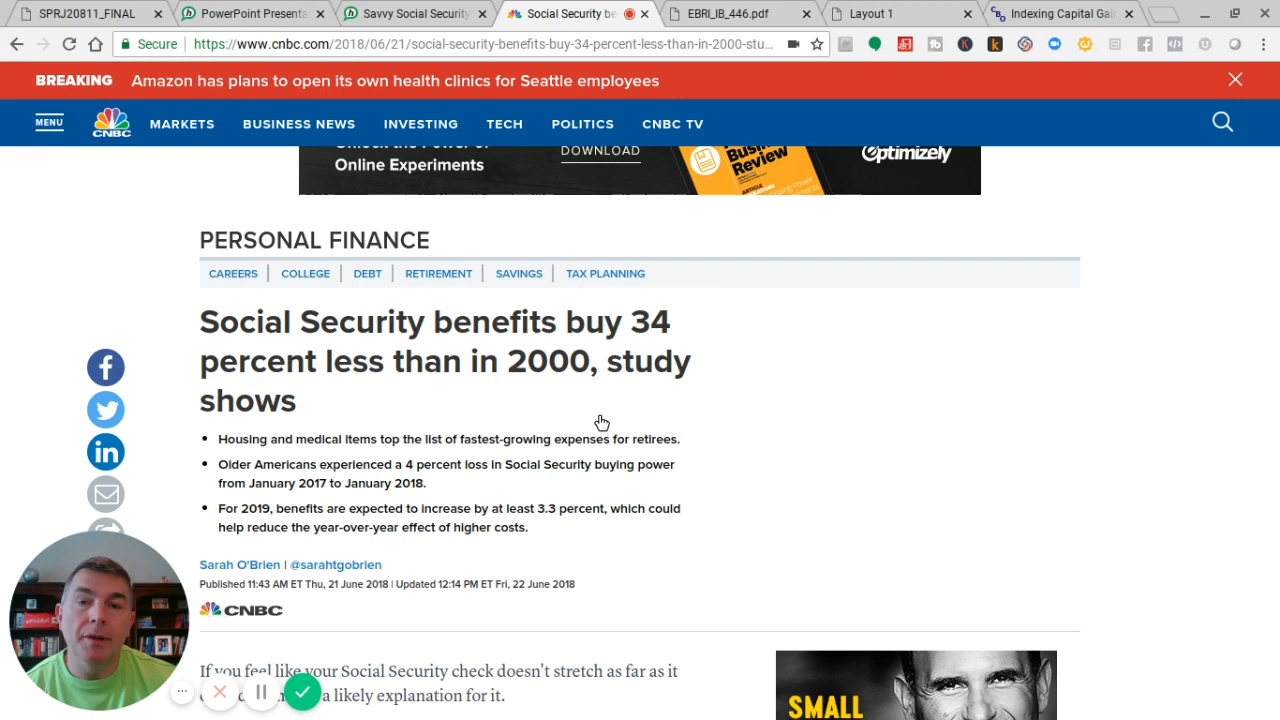 SPRJ20811_FINAL
PowerPoint Presenta
Savvy Social Security
Social Security be
EBRI_IB_446.pdf
Layout 1
Indexing Capital Gai
Secure
https://www.cnbc.com/2018/06/21/social-security-benefits-buy-34-percent-less-than-in-2000-stu...
BREAKING Amazon has plans to open its own health clinics for Seattle employees
MENU
CNBC
MARKETS BUSINESS NEWS INVESTING TECH POLITICS CNBC TV
Online Experiments
DOWNLOAD
Business
Review
ARTICLE
Optimizely
PERSONAL FINANCE
CAREERS | COLLEGE | DEBT | RETIREMENT | SAVINGS | TAX PLANNING
Social Security benefits buy 34
percent less than in 2000, study
shows
• Housing and medical items top the list of fastest-growing expenses for retirees.
• Older Americans experienced a 4 percent loss in Social Security buying power
from January 2017 to January 2018.
• For 2019, benefits are expected to increase by at least 3.3 percent, which could
help reduce the year-over-year effect of higher costs.
Sarah O'Brien | @sarahtgobrien
Published 11:43 AM ET Thu, 21 June 2018 | Updated 12:14 PM ET Fri, 22 June 2018
CNBC
If you feel like your Social Security check doesn't stretch as far as it
a likely explanation for it.
SMALL